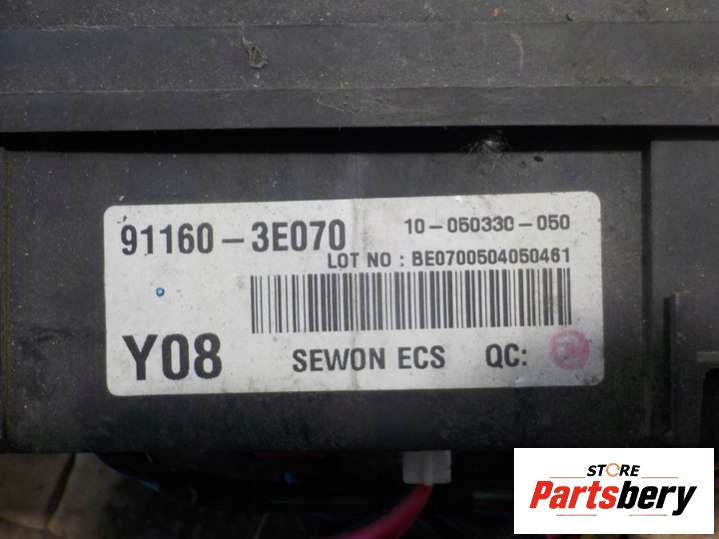 91160-3E070
10-050330-050
LOT NO : BE0700504050461
Y08
SEWON ECS QC:
STORE
Partsbery